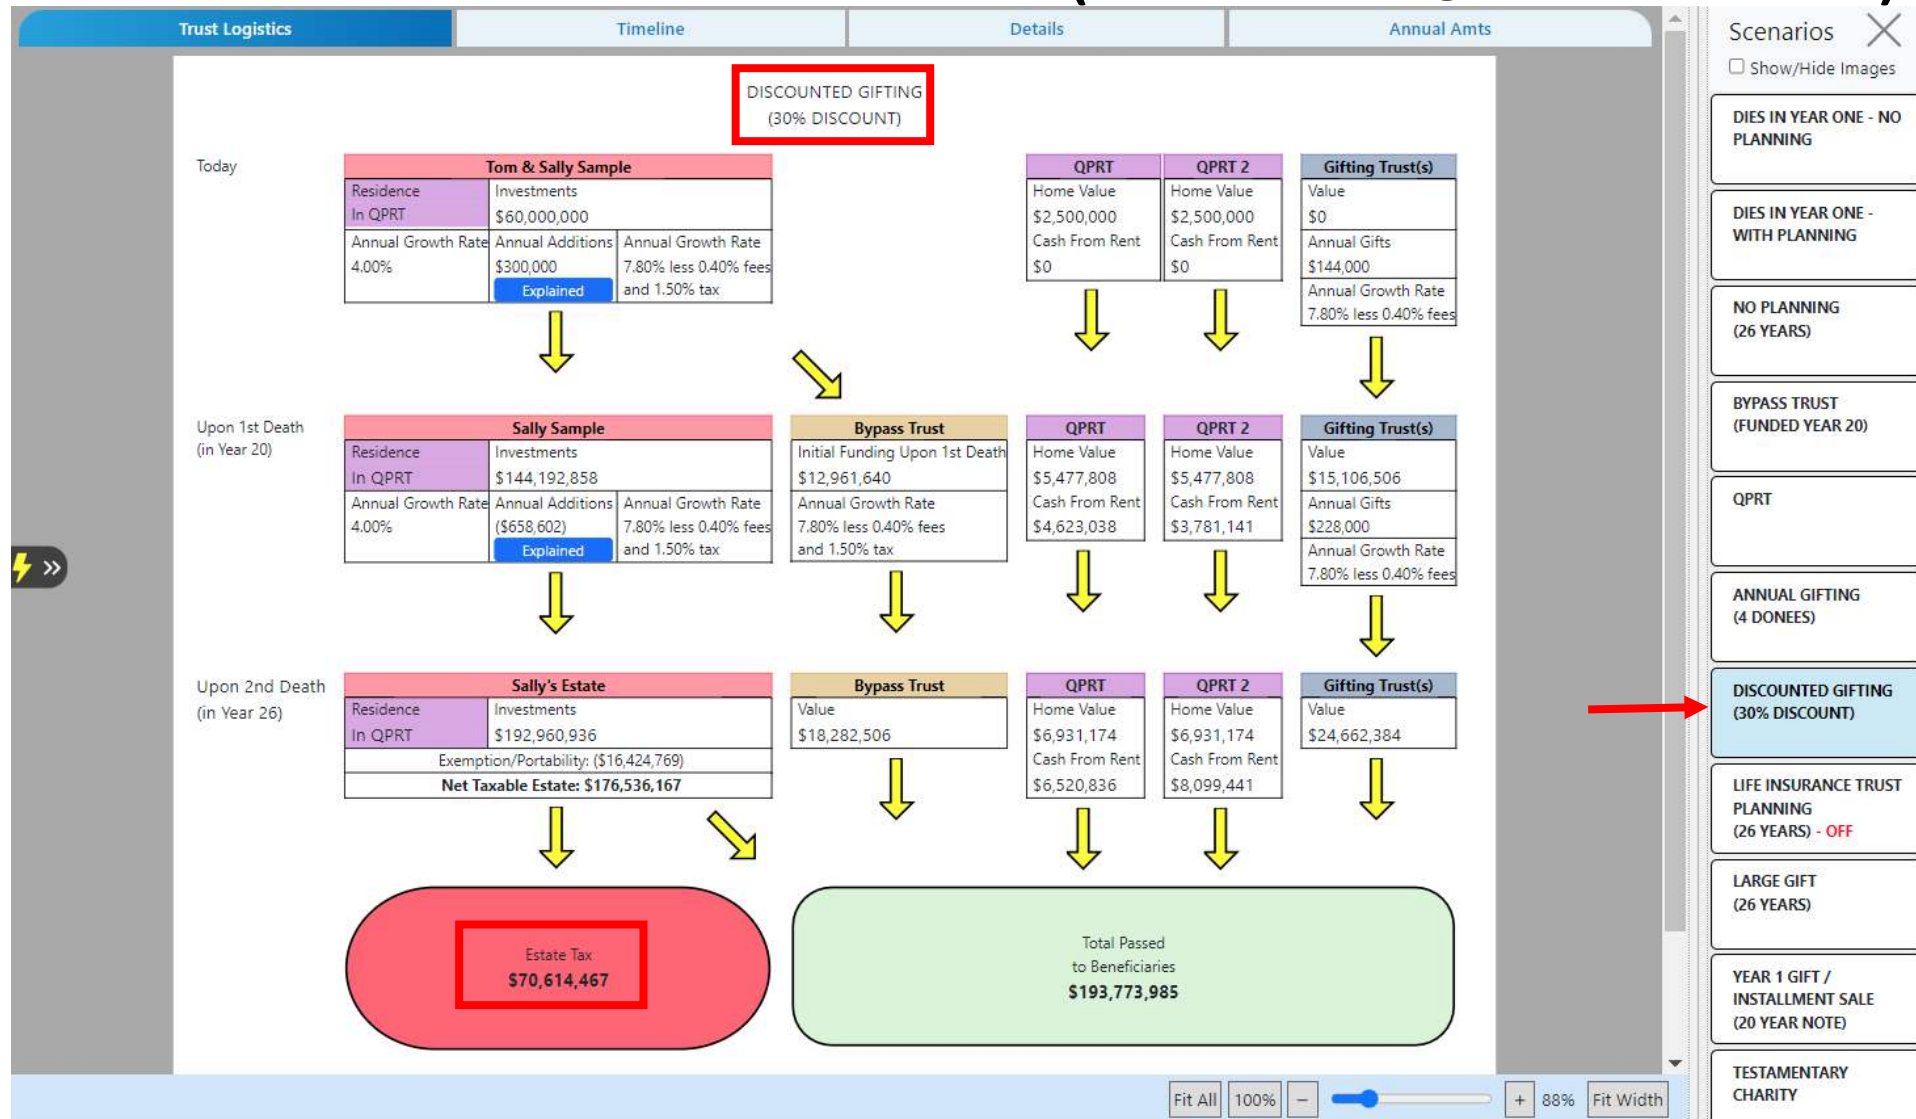 Trust Logistics
Timeline
Details
Annual Amts
DISCOUNTED GIFTING
(30% DISCOUNT)
Today
Tom & Sally Sample
Residence
In QPRT
Investments
$60,000,000
Annual Growth Rate
4.00%
Annual Additions
$300,000
Explained
Annual Growth Rate
7.80% less 0.40% fees
and 1.50% tax
QPRT
Home Value
$2,500,000
Cash From Rent
$0
QPRT 2
Home Value
$2,500,000
Cash From Rent
$0
Gifting Trust(s)
Value
$0
Annual Gifts
$144,000
Annual Growth Rate
7.80% less 0.40% fees
Upon 1st Death
(in Year 20)
Sally Sample
Residence
In QPRT
Investments
$144,192,858
Annual Growth Rate
4.00%
Annual Additions
($658,602)
Explained
Annual Growth Rate
7.80% less 0.40% fees
and 1.50% tax
Bypass Trust
Initial Funding Upon 1st Death
$12,961,640
Annual Growth Rate
7.80% less 0.40% fees
and 1.50% tax
QPRT
Home Value
$5,477,808
Cash From Rent
$4,623,038
QPRT 2
Home Value
$5,477,808
Cash From Rent
$3,781,141
Gifting Trust(s)
Value
$15,106,506
Annual Gifts
$228,000
Annual Growth Rate
7.80% less 0.40% fees
Upon 2nd Death
(in Year 26)
Sally's Estate
Residence
In QPRT
Investments
$192,960,936
Exemption/Portability: ($16,424,769)
Net Taxable Estate: $176,536,167
Bypass Trust
Value
$18,282,506
QPRT
Home Value
$6,931,174
Cash From Rent
$6,520,836
QPRT 2
Home Value
$6,931,174
Cash From Rent
$8,099,441
Gifting Trust(s)
Value
$24,662,384
Estate Tax
$70,614,467
Total Passed
to Beneficiaries
$193,773,985
Fit All
100%
−
+
88%
Fit Width
Scenarios
Show/Hide Images
DIES IN YEAR ONE - NO
PLANNING
DIES IN YEAR ONE -
WITH PLANNING
NO PLANNING
(26 YEARS)
BYPASS TRUST
(FUNDED YEAR 20)
QPRT
ANNUAL GIFTING
(4 DONEES)
DISCOUNTED GIFTING
(30% DISCOUNT)
LIFE INSURANCE TRUST
PLANNING
(26 YEARS) - OFF
LARGE GIFT
(26 YEARS)
YEAR 1 GIFT /
INSTALLMENT SALE
(20 YEAR NOTE)
TESTAMENTARY
CHARITY